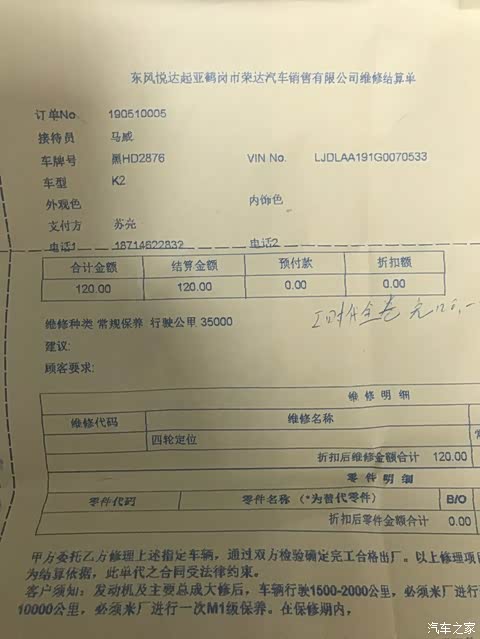 东风悦达起亚鹤岗市荣达汽车销售有限公司维修结算单
订单No 190510005
接待员 马威
车牌号 黑HD2876 VIN No. LJDLAA191G0070533
车型 K2
外观色 内饰色
支付方 苏亮
电话1 18714622832 电话2
合计金额 结算金额 预付款 折扣额
120.00 120.00 0.00 0.00
工时代金卷 元120.-
维修种类 常规保养 行驶公里 35000
建议:
顾客要求:
维 修 明 细
维修代码 维修名称
四轮定位
折扣后维修金额合计 120.00
零 件 明 细
零件代码 零件名称 (*为替代零件) B/O
折扣后零件金额合计 0.00
甲方委托乙方修理上述指定车辆,通过双方检验确定完工合格出厂。以上修理项目
为结算依据,此单代之合同受法律约束。
客户须知:发动机及主要总成大修后,车辆行驶1500-2000公里,必须来厂进行
10000公里,必须来厂进行一次M1级保养。在保修期内,
汽车之家